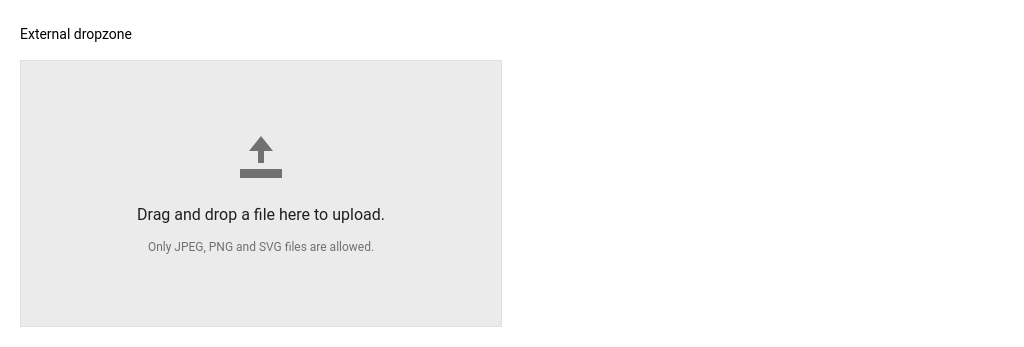 External dropzone
Drag and drop a file here to upload.
Only JPEG, PNG and SVG files are allowed.